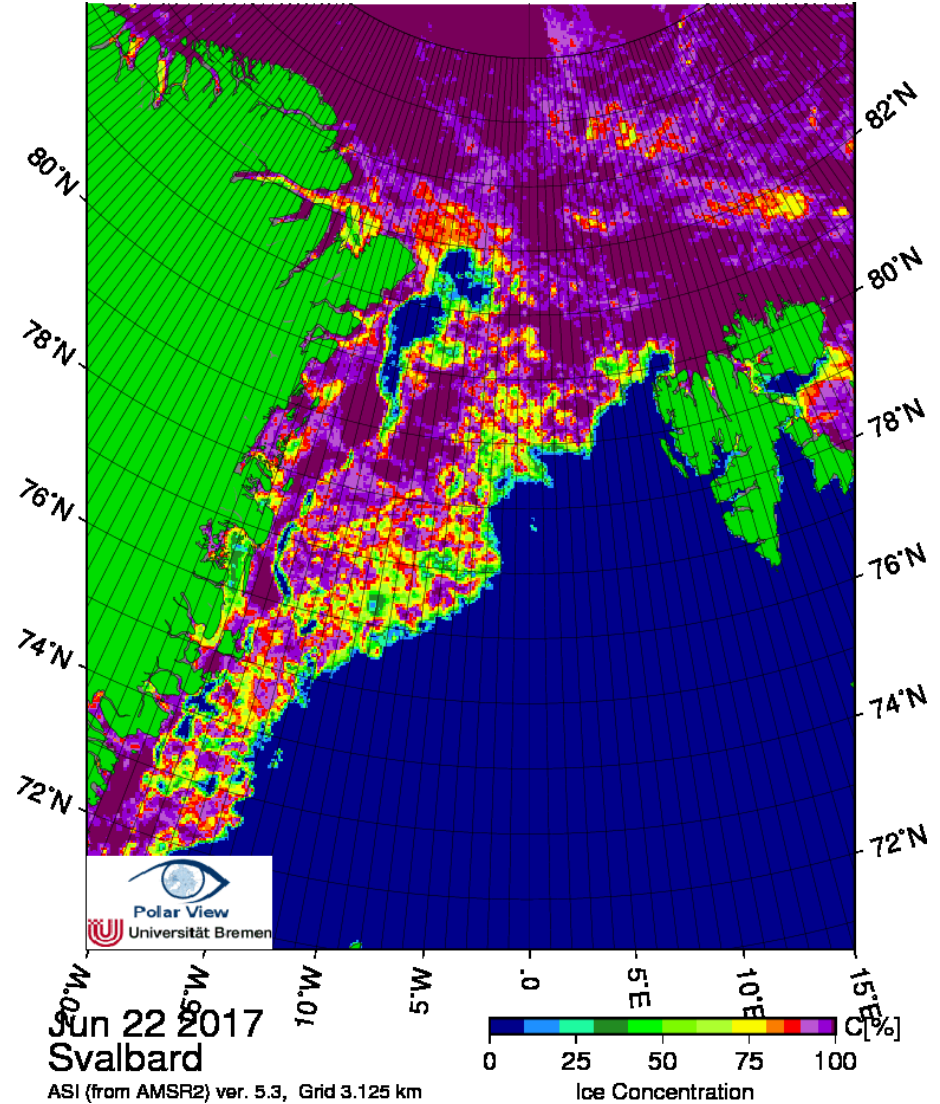 82°N
80°N
80°N
78°N
78°N
76°N
76°N
74°N
74°N
72°N
72°N
Polar View
Universität Bremen
20°W
15°W
10°W
5°W
0°
5°E
10°E
15°E
Jun 22 2017
Svalbard
ASI (from AMSR2) ver. 5.3, Grid 3.125 km
C[%]
0 25 50 75 100
Ice Concentration